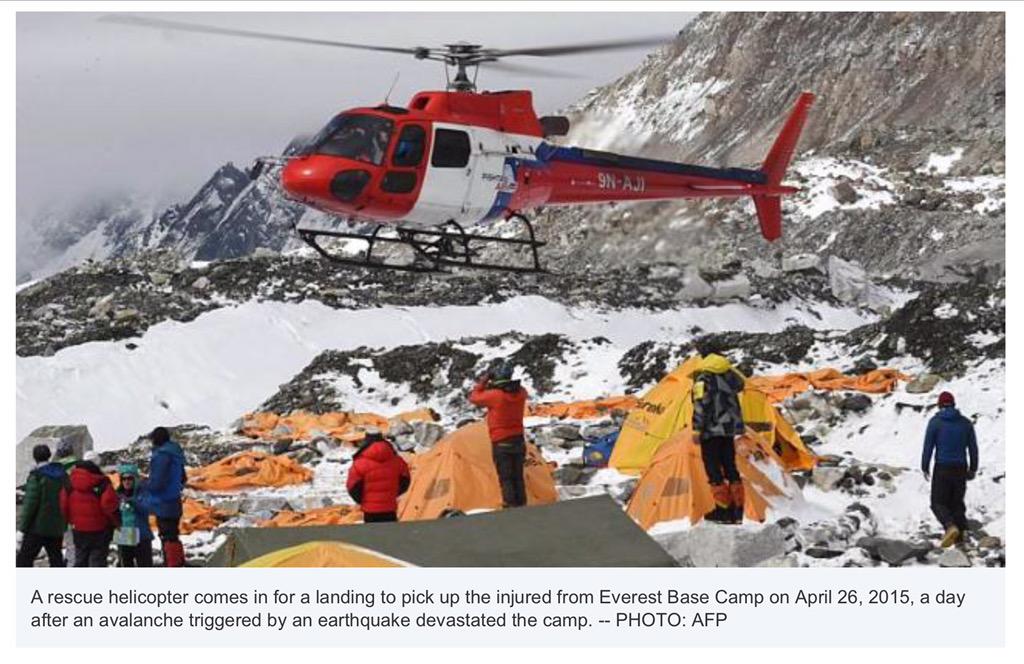 9N-AJI
A rescue helicopter comes in for a landing to pick up the injured from Everest Base Camp on April 26, 2015, a day
after an avalanche triggered by an earthquake devastated the camp. -- PHOTO: AFP